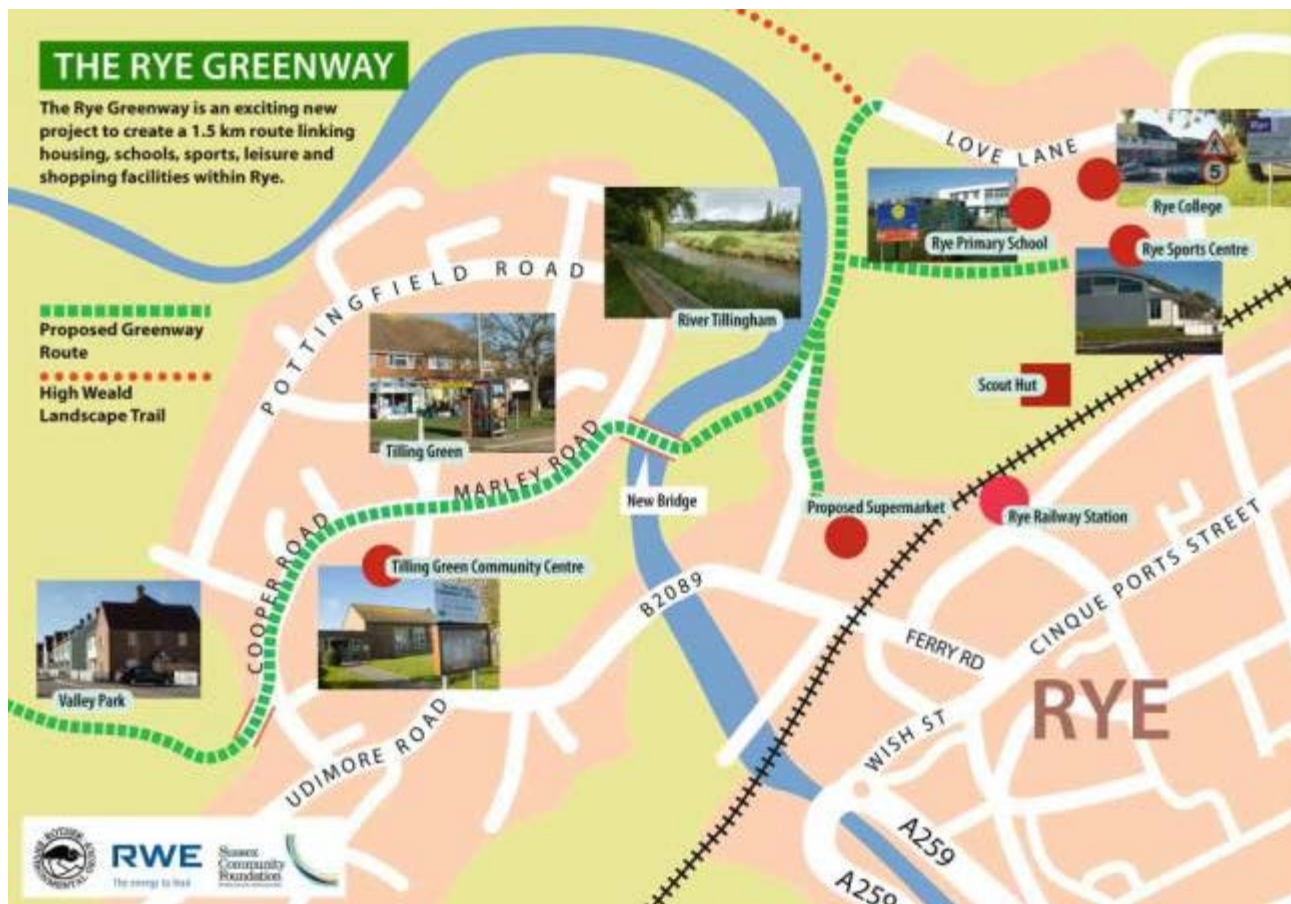 THE RYE GREENWAY
The Rye Greenway is an exciting new
project to create a 1.5 km route linking
housing, schools, sports, leisure and
shopping facilities within Rye.
Proposed Greenway
Route
High Weald
Landscape Trail
LOVE LANE
5
Rye College
Rye Primary School
Rye Sports Centre
POTTINGFIELD ROAD
River Tillingham
Scout Hut
Tilling Green
MARLEY ROAD
New Bridge
Proposed Supermarket
Rye Railway Station
COOPER ROAD
Tilling Green Community Centre
B2089
CINQUE PORTS STREET
FERRY RD
Valley Park
RYE
UDIMORE ROAD
WISH ST
A259
A259
RWE
The energy to lead
Sussex
Community
Foundation